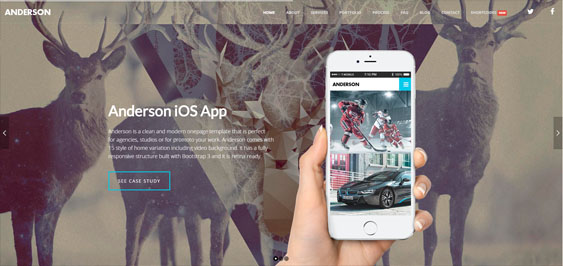 ANDERSON
HOME ABOUT SERVICES PORTFOLIO PROCESS FAQ BLOG CONTACT SHORTCODES
7:16 PM
ANDERSON
Anderson iOS App
Anderson is a clean and modern onepage template that is perfect
for agencies, studios or for promote your work. Anderson comes with
15 style of home variation including video background. It has a fully
responsive structure built with Bootstrap 3 and it is retina ready.
SEE CASE STUDY